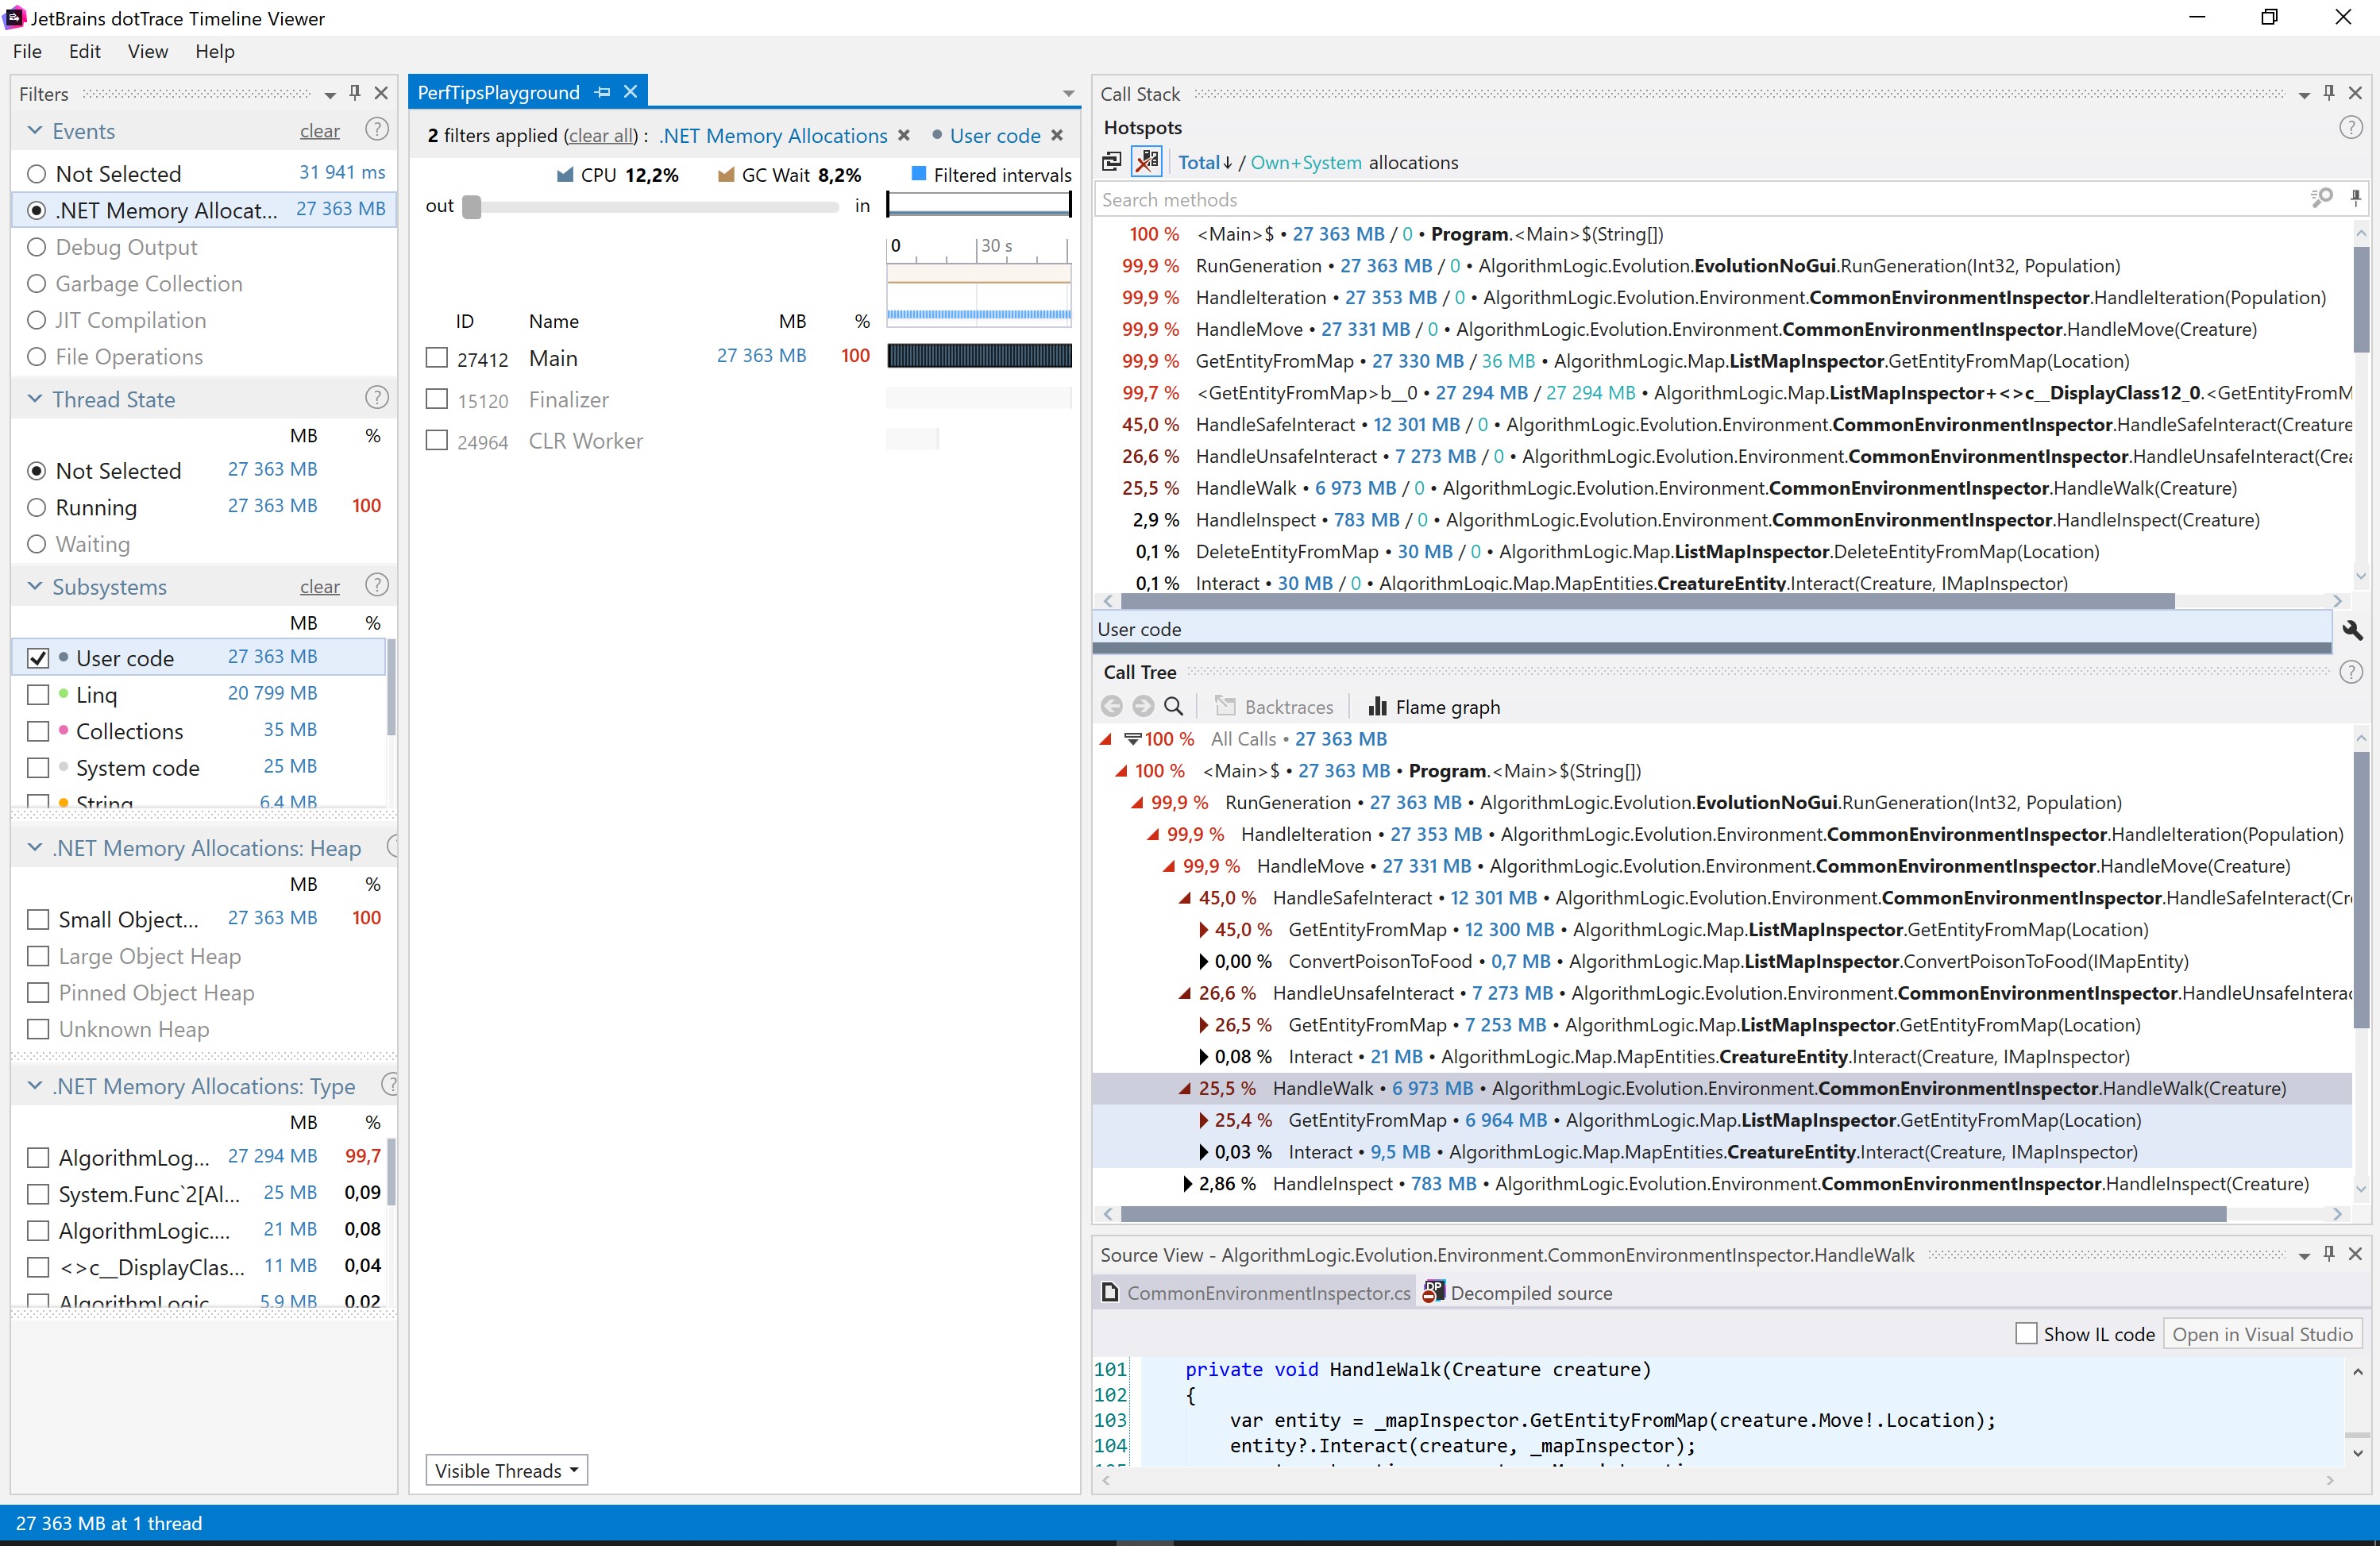 JetBrains dotTrace Timeline Viewer
File Edit View Help
Filters
Events clear ?
Not Selected 31 941 ms
.NET Memory Allocat... 27 363 MB
Debug Output
Garbage Collection
JIT Compilation
File Operations
Thread State ?
MB %
Not Selected 27 363 MB
Running 27 363 MB 100
Waiting
Subsystems clear ?
MB %
User code 27 363 MB
Linq 20 799 MB
Collections 35 MB
System code 25 MB
String 6,4 MB
.NET Memory Allocations: Heap
MB %
Small Object... 27 363 MB 100
Large Object Heap
Pinned Object Heap
Unknown Heap
.NET Memory Allocations: Type ?
MB %
AlgorithmLog... 27 294 MB 99,7
System.Func`2[Al... 25 MB 0,09
AlgorithmLogic.... 21 MB 0,08
<>c__DisplayClas... 11 MB 0,04
AlgorithmLogic 5,9 MB 0,02
PerfTipsPlayground
2 filters applied (clear all) : .NET Memory Allocations × • User code ×
CPU 12,2% GC Wait 8,2% Filtered intervals
out in
0 30 s
ID Name MB %
27412 Main 27 363 MB 100
15120 Finalizer
24964 CLR Worker
Visible Threads
Call Stack
Hotspots ?
Total↓ / Own+System allocations
Search methods
100 % <Main>$ • 27 363 MB / 0 • Program.<Main>$(String[])
99,9 % RunGeneration • 27 363 MB / 0 • AlgorithmLogic.Evolution.EvolutionNoGui.RunGeneration(Int32, Population)
99,9 % HandleIteration • 27 353 MB / 0 • AlgorithmLogic.Evolution.Environment.CommonEnvironmentInspector.HandleIteration(Population)
99,9 % HandleMove • 27 331 MB / 0 • AlgorithmLogic.Evolution.Environment.CommonEnvironmentInspector.HandleMove(Creature)
99,9 % GetEntityFromMap • 27 330 MB / 36 MB • AlgorithmLogic.Map.ListMapInspector.GetEntityFromMap(Location)
99,7 % <GetEntityFromMap>b__0 • 27 294 MB / 27 294 MB • AlgorithmLogic.Map.ListMapInspector+<>c__DisplayClass12_0.<GetEntityFromM
45,0 % HandleSafeInteract • 12 301 MB / 0 • AlgorithmLogic.Evolution.Environment.CommonEnvironmentInspector.HandleSafeInteract(Creature
26,6 % HandleUnsafeInteract • 7 273 MB / 0 • AlgorithmLogic.Evolution.Environment.CommonEnvironmentInspector.HandleUnsafeInteract(Crea
25,5 % HandleWalk • 6 973 MB / 0 • AlgorithmLogic.Evolution.Environment.CommonEnvironmentInspector.HandleWalk(Creature)
2,9 % HandleInspect • 783 MB / 0 • AlgorithmLogic.Evolution.Environment.CommonEnvironmentInspector.HandleInspect(Creature)
0,1 % DeleteEntityFromMap • 30 MB / 0 • AlgorithmLogic.Map.ListMapInspector.DeleteEntityFromMap(Location)
0,1 % Interact • 30 MB / 0 • AlgorithmLogic.Map.MapEntities.CreatureEntity.Interact(Creature, IMapInspector)
User code
Call Tree ?
Backtraces Flame graph
100 % All Calls • 27 363 MB
100 % <Main>$ • 27 363 MB • Program.<Main>$(String[])
99,9 % RunGeneration • 27 363 MB • AlgorithmLogic.Evolution.EvolutionNoGui.RunGeneration(Int32, Population)
99,9 % HandleIteration • 27 353 MB • AlgorithmLogic.Evolution.Environment.CommonEnvironmentInspector.HandleIteration(Population)
99,9 % HandleMove • 27 331 MB • AlgorithmLogic.Evolution.Environment.CommonEnvironmentInspector.HandleMove(Creature)
45,0 % HandleSafeInteract • 12 301 MB • AlgorithmLogic.Evolution.Environment.CommonEnvironmentInspector.HandleSafeInteract(Cr
45,0 % GetEntityFromMap • 12 300 MB • AlgorithmLogic.Map.ListMapInspector.GetEntityFromMap(Location)
0,00 % ConvertPoisonToFood • 0,7 MB • AlgorithmLogic.Map.ListMapInspector.ConvertPoisonToFood(IMapEntity)
26,6 % HandleUnsafeInteract • 7 273 MB • AlgorithmLogic.Evolution.Environment.CommonEnvironmentInspector.HandleUnsafeInterac
26,5 % GetEntityFromMap • 7 253 MB • AlgorithmLogic.Map.ListMapInspector.GetEntityFromMap(Location)
0,08 % Interact • 21 MB • AlgorithmLogic.Map.MapEntities.CreatureEntity.Interact(Creature, IMapInspector)
25,5 % HandleWalk • 6 973 MB • AlgorithmLogic.Evolution.Environment.CommonEnvironmentInspector.HandleWalk(Creature)
25,4 % GetEntityFromMap • 6 964 MB • AlgorithmLogic.Map.ListMapInspector.GetEntityFromMap(Location)
0,03 % Interact • 9,5 MB • AlgorithmLogic.Map.MapEntities.CreatureEntity.Interact(Creature, IMapInspector)
2,86 % HandleInspect • 783 MB • AlgorithmLogic.Evolution.Environment.CommonEnvironmentInspector.HandleInspect(Creature)
Source View - AlgorithmLogic.Evolution.Environment.CommonEnvironmentInspector.HandleWalk
CommonEnvironmentInspector.cs Decompiled source
Show IL code Open in Visual Studio
101 private void HandleWalk(Creature creature)
102 {
103 var entity = _mapInspector.GetEntityFromMap(creature.Move!.Location);
104 entity?.Interact(creature, _mapInspector);
27 363 MB at 1 thread